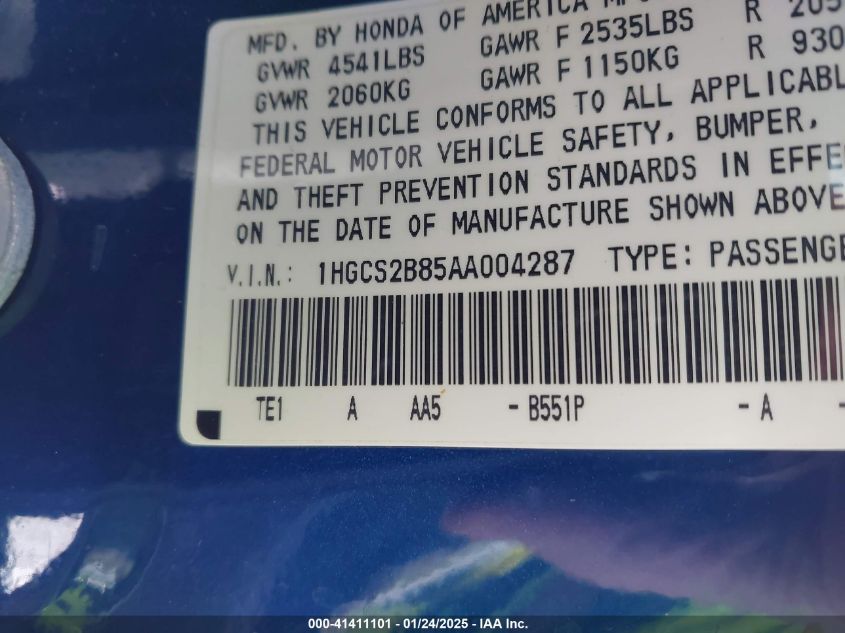 MFD. BY HONDA OF AMERICA
GVWR 4541LBS GAWR F 2535LBS R
GVWR 2060KG GAWR F 1150KG R 930
THIS VEHICLE CONFORMS TO ALL APPLICABL
FEDERAL MOTOR VEHICLE SAFETY, BUMPER,
AND THEFT PREVENTION STANDARDS IN EFFE
ON THE DATE OF MANUFACTURE SHOWN ABOVE
V.I.N.: 1HGCS2B85AA004287 TYPE: PASSENGE
TE1 A AA5 - B551P - A -
000-41411101 - 01/24/2025 - IAA Inc.